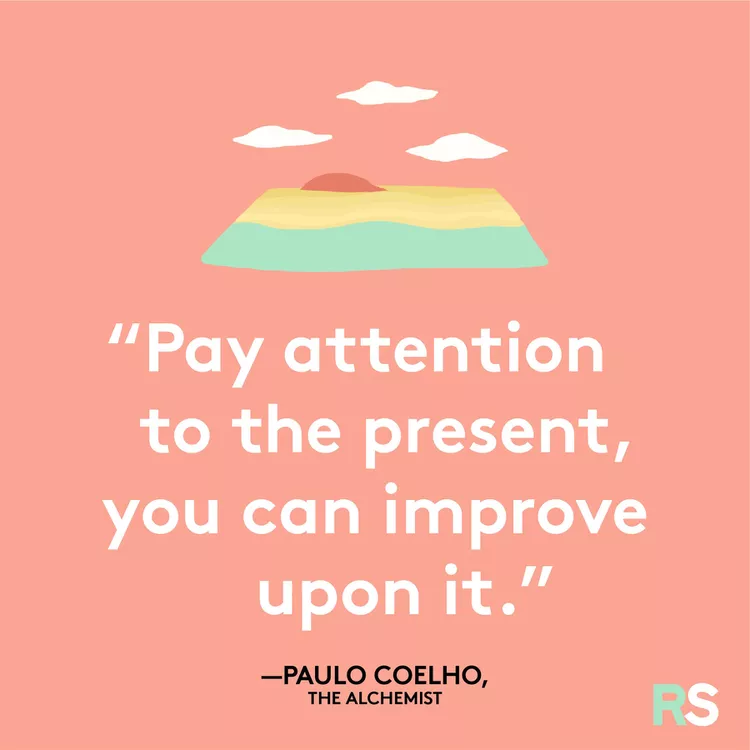 “Pay attention
to the present,
you can improve
upon it.”
—PAULO COELHO,
THE ALCHEMIST
RS